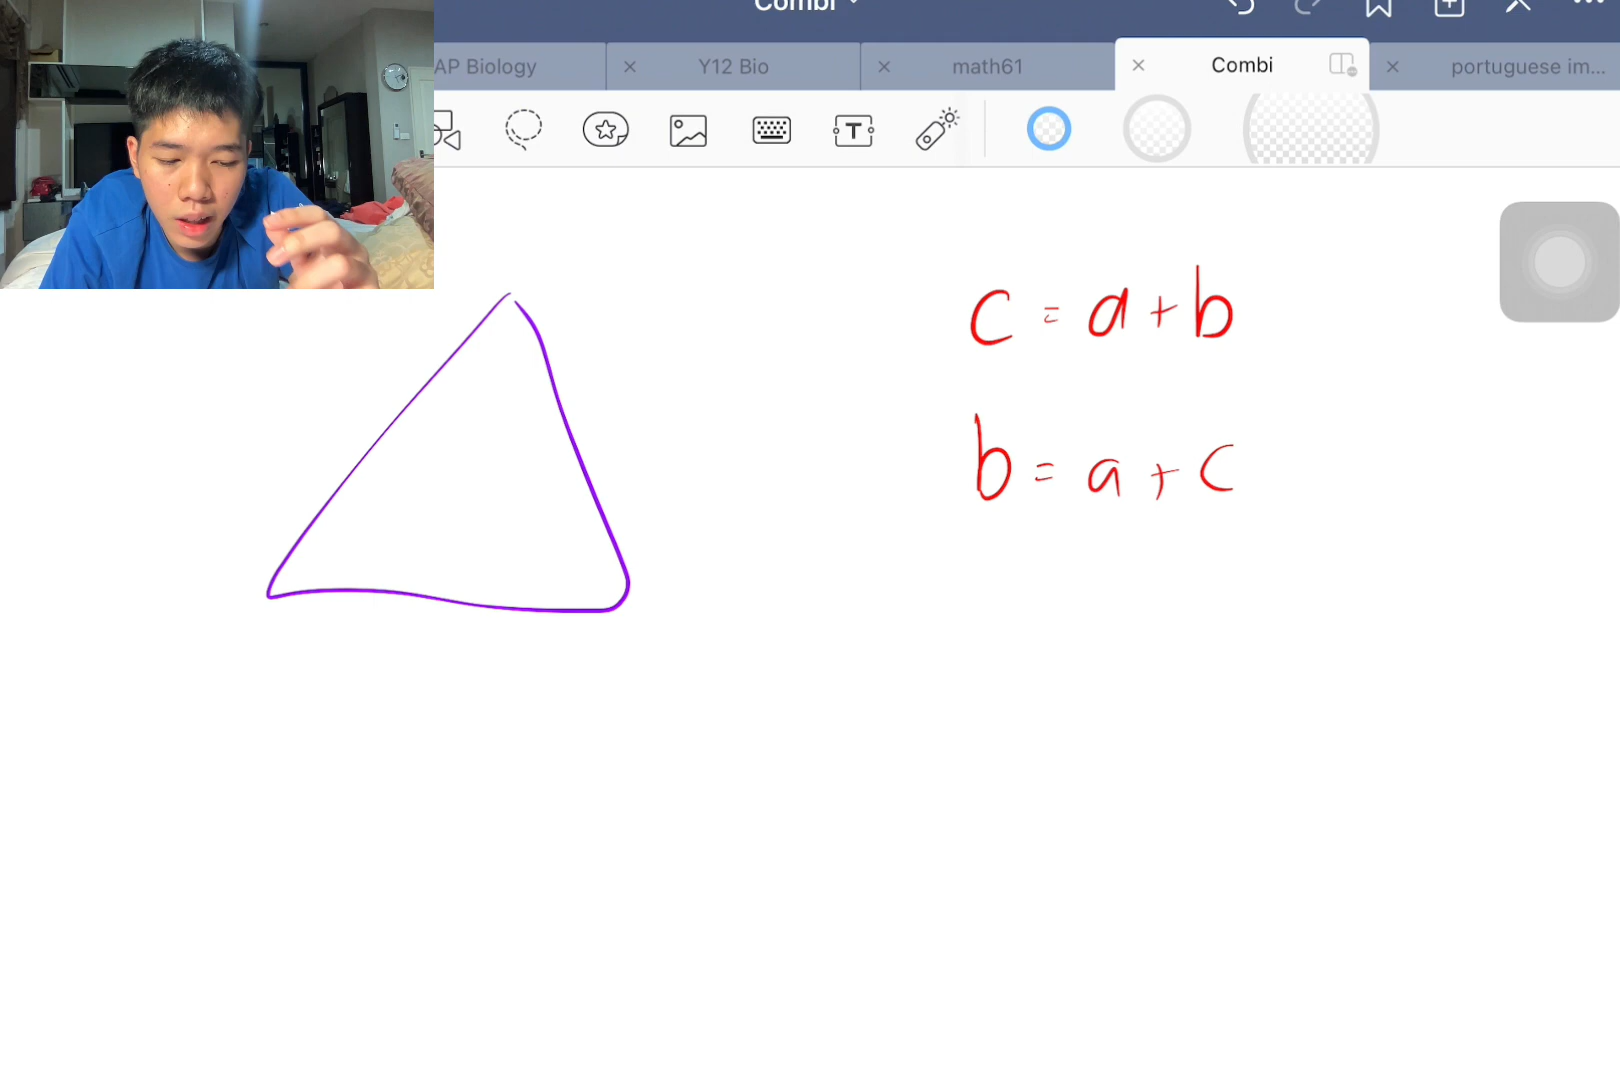 Combi
AP Biology
Y12 Bio
math61
Combi
portuguese im...
T
c = a + b
b = a + c